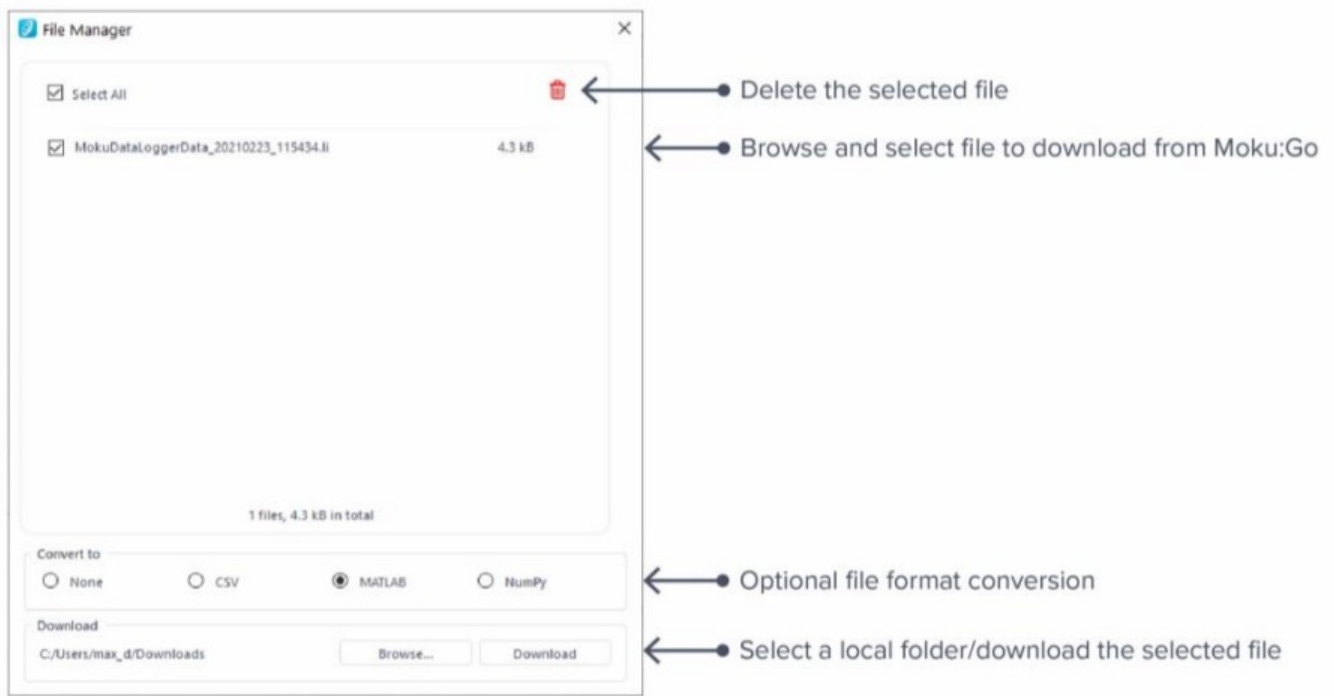 File Manager
Select All
Delete the selected file
MokuDataLoggerData_20210223_115434.li 4.3 kB
Browse and select file to download from Moku:Go
1 files, 4.3 kB in total
Convert to
None CSV MATLAB NumPy
Optional file format conversion
Download
C:/Users/max_d/Downloads Browse... Download
Select a local folder/download the selected file